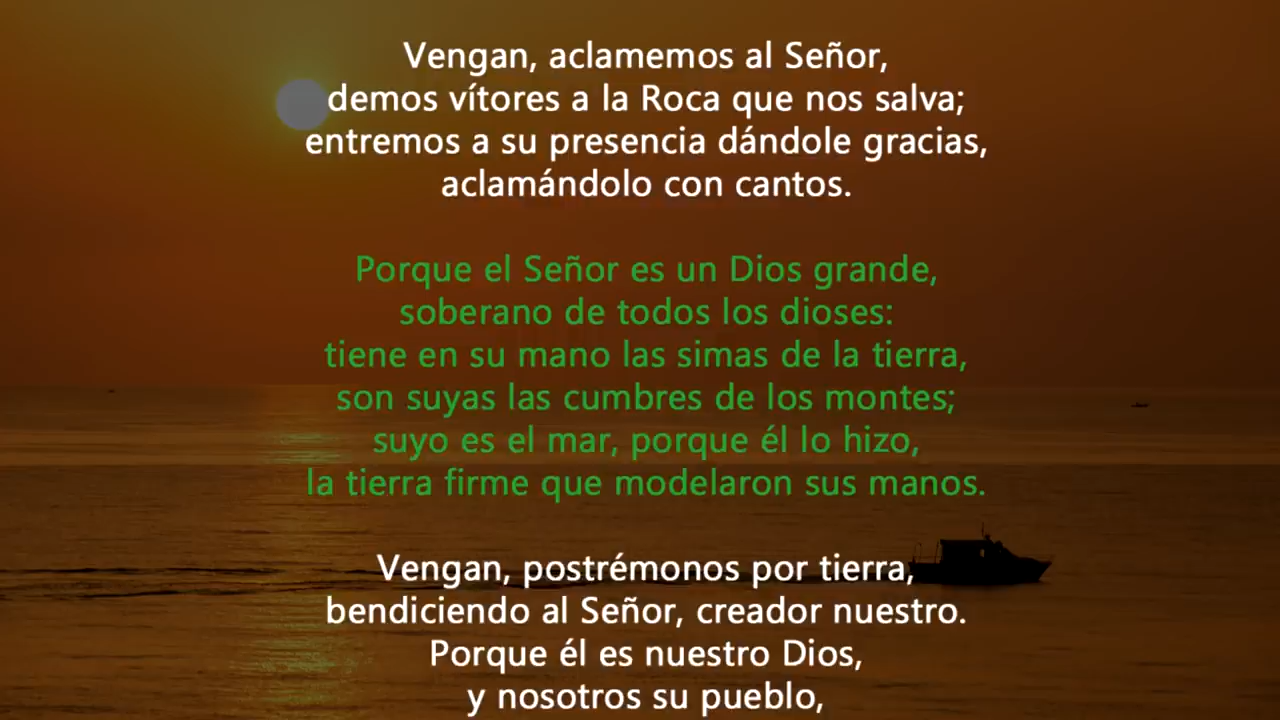 Vengan, aclamemos al Señor,
demos vítores a la Roca que nos salva;
entremos a su presencia dándole gracias,
aclamándolo con cantos.
Porque el Señor es un Dios grande,
soberano de todos los dioses:
tiene en su mano las simas de la tierra,
son suyas las cumbres de los montes;
suyo es el mar, porque él lo hizo,
la tierra firme que modelaron sus manos.
Vengan, postrémonos por tierra,
bendiciendo al Señor, creador nuestro.
Porque él es nuestro Dios,
y nosotros su pueblo,